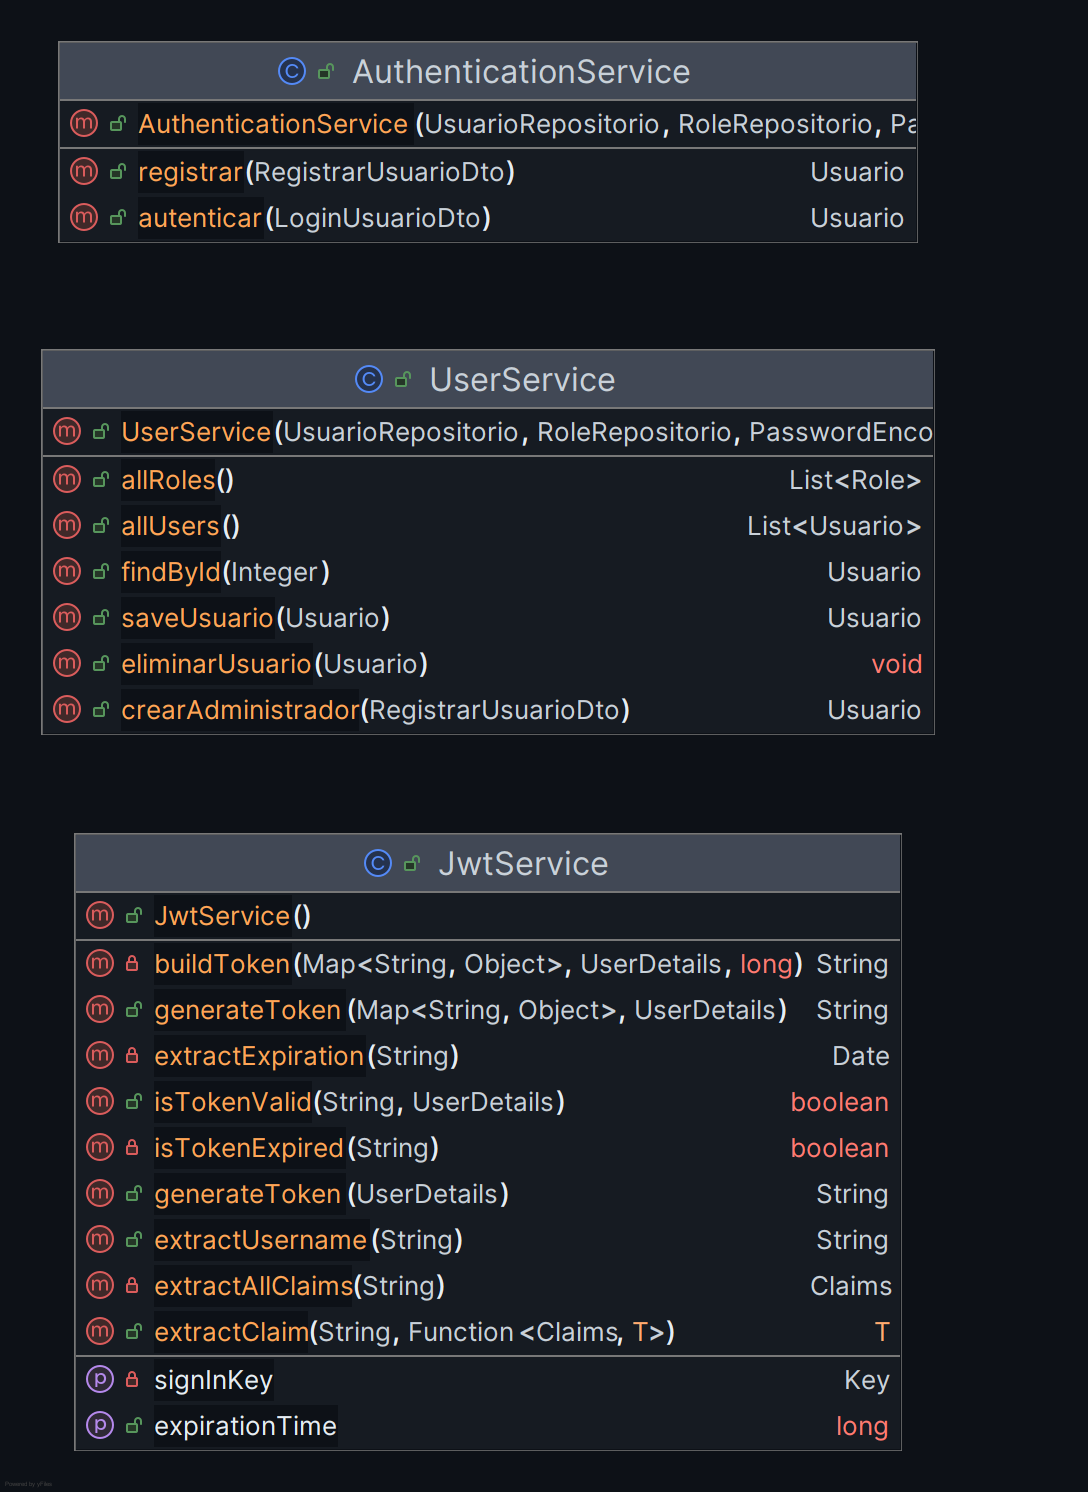 AuthenticationService
AuthenticationService(UsuarioRepositorio, RoleRepositorio, Pa
registrar(RegistrarUsuarioDto) Usuario
autenticar(LoginUsuarioDto) Usuario
UserService
UserService(UsuarioRepositorio, RoleRepositorio, PasswordEnco
allRoles() List<Role>
allUsers() List<Usuario>
findById(Integer) Usuario
saveUsuario(Usuario) Usuario
eliminarUsuario(Usuario) void
crearAdministrador(RegistrarUsuarioDto) Usuario
JwtService
JwtService()
buildToken(Map<String, Object>, UserDetails, long) String
generateToken(Map<String, Object>, UserDetails) String
extractExpiration(String) Date
isTokenValid(String, UserDetails) boolean
isTokenExpired(String) boolean
generateToken(UserDetails) String
extractUsername(String) String
extractAllClaims(String) Claims
extractClaim(String, Function<Claims, T>) T
signInKey Key
expirationTime long
Powered by yFiles